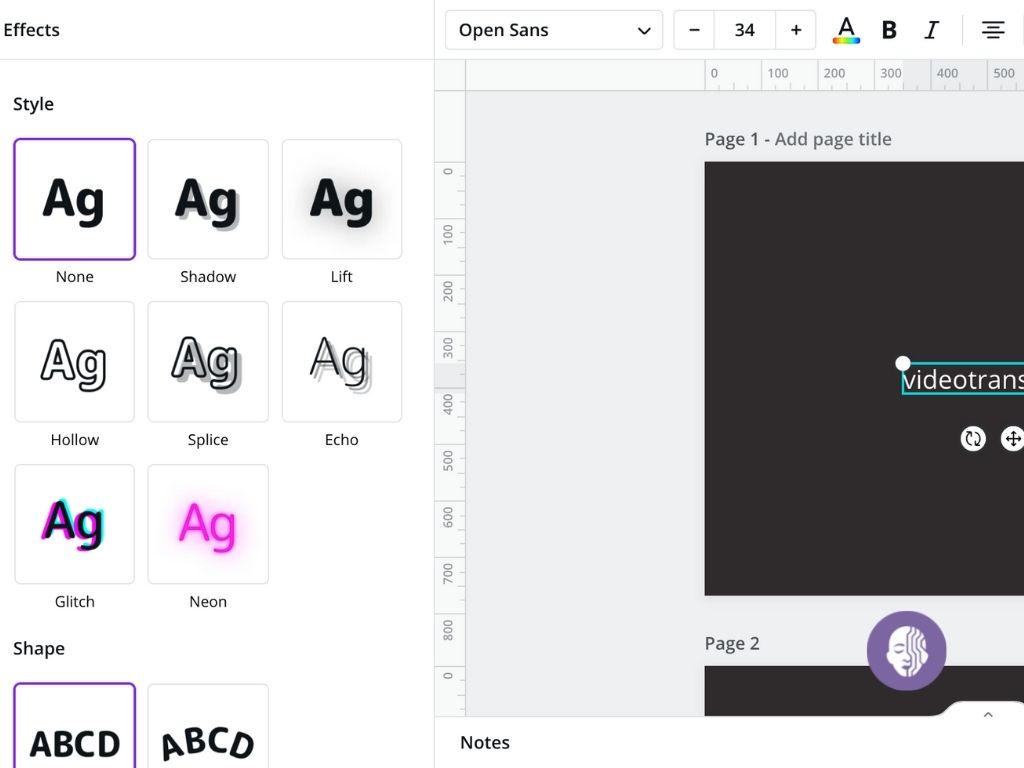 Effects
Open Sans
– 34 +
A B I
0 100 200 300 400 500
Style
Ag Ag Ag
None Shadow Lift
Ag Ag Ag
Hollow Splice Echo
Ag Ag
Glitch Neon
Shape
ABCD ABCD
Page 1 - Add page title
0
100
200
300
400
500
600
700
800
0
videotrans
Page 2
Notes